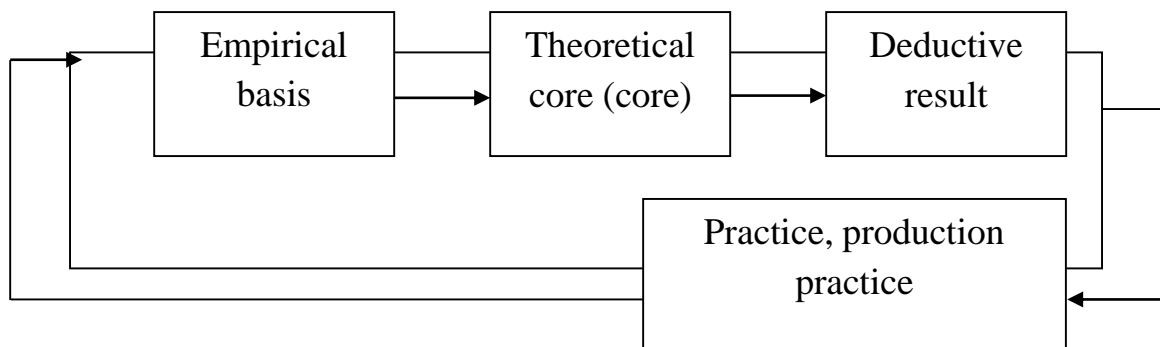 Empirical
basis
Theoretical
core (core)
Deductive
result
Practice, production
practice